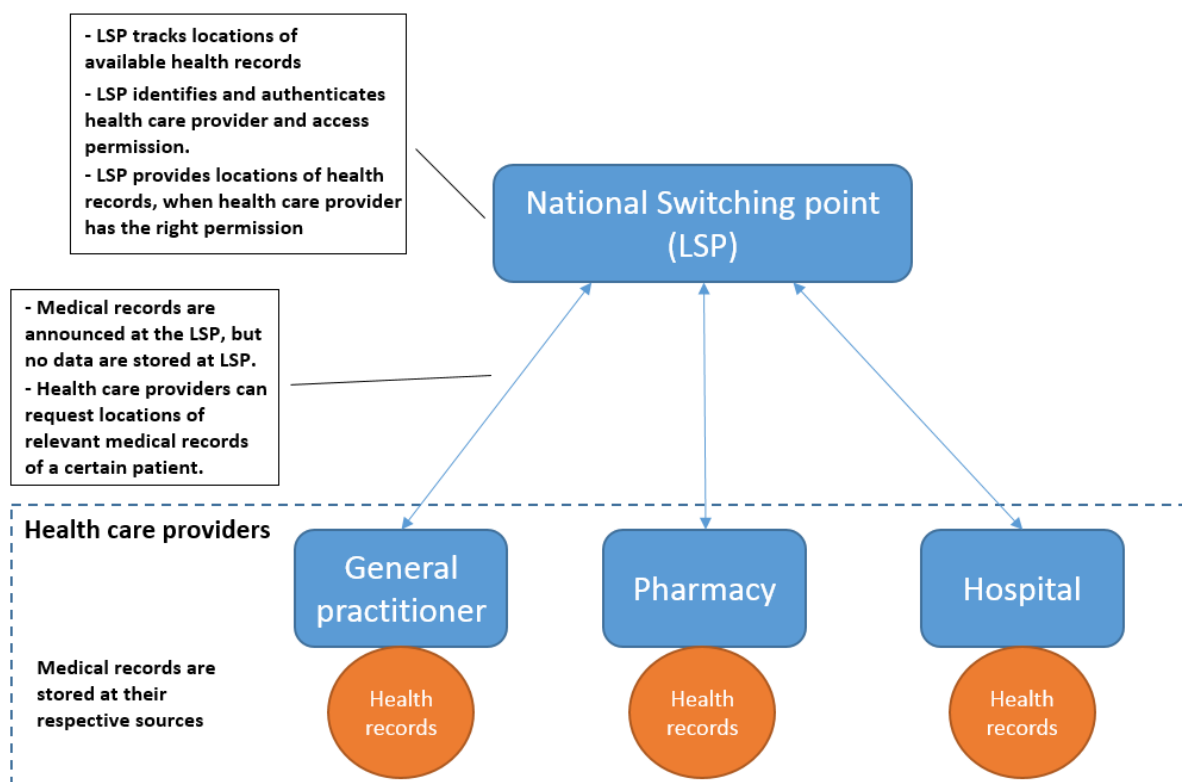 - LSP tracks locations of
available health records
- LSP identifies and authenticates
health care provider and access
permission.
- LSP provides locations of health
records, when health care provider
has the right permission
National Switching point
(LSP)
- Medical records are
announced at the LSP, but
no data are stored at LSP.
- Health care providers can
request locations of
relevant medical records
of a certain patient.
Health care providers
General
practitioner
Pharmacy
Hospital
Medical records are
stored at their
respective sources
Health
records
Health
records
Health
records